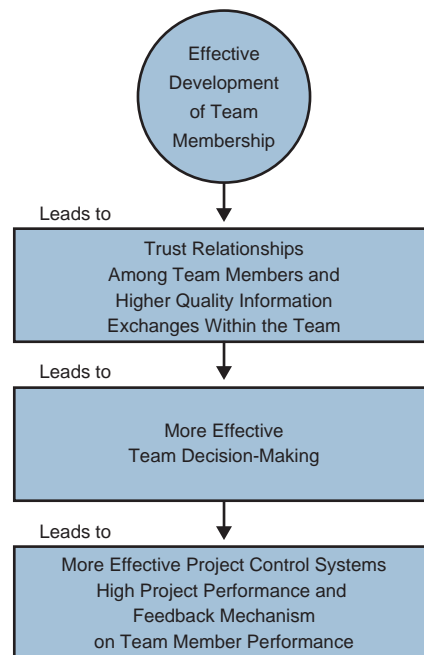 Effective
Development
of Team
Membership
Leads to
Trust Relationships
Among Team Members and
Higher Quality Information
Exchanges Within the Team
Leads to
More Effective
Team Decision-Making
Leads to
More Effective Project Control Systems
High Project Performance and
Feedback Mechanism
on Team Member Performance